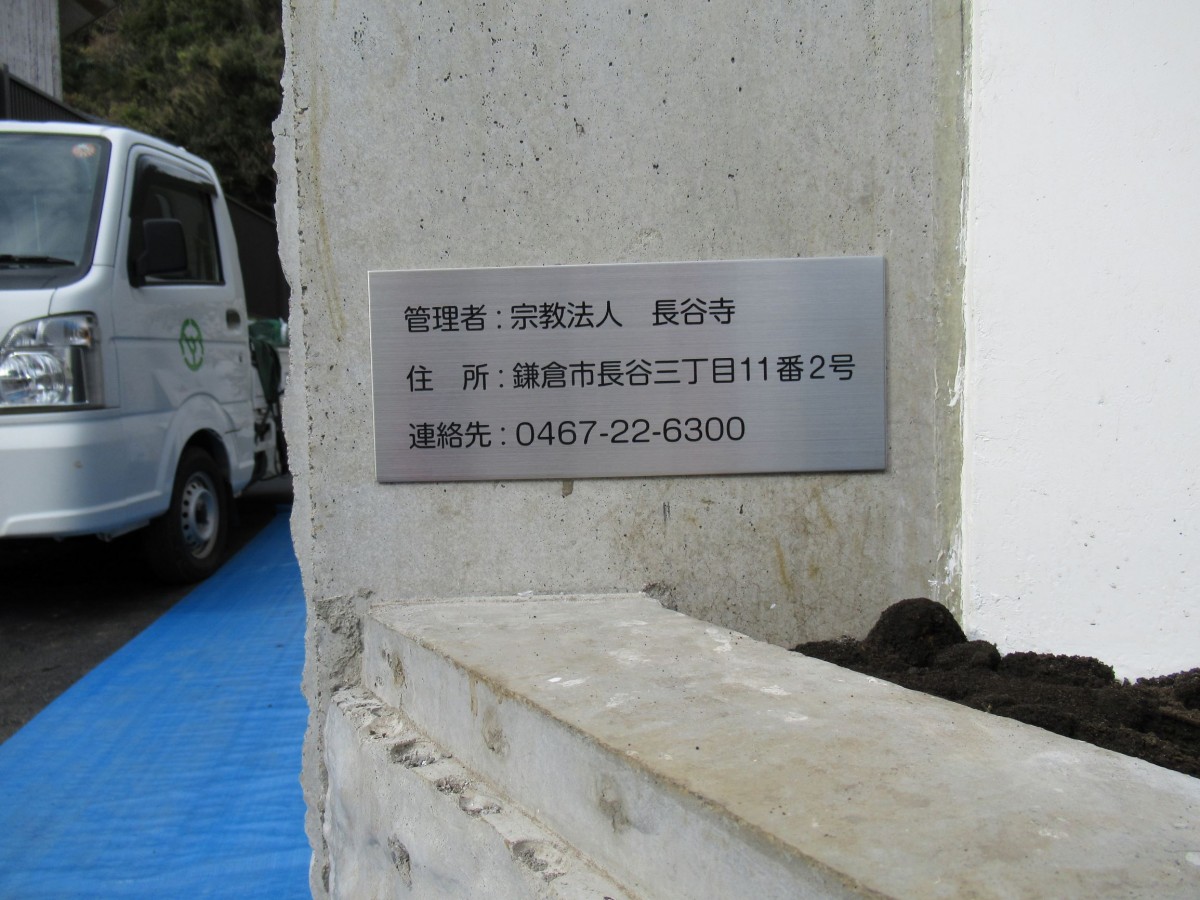 管理者：宗教法人　長谷寺
住　所：鎌倉市長谷三丁目11番2号
連絡先：0467-22-6300